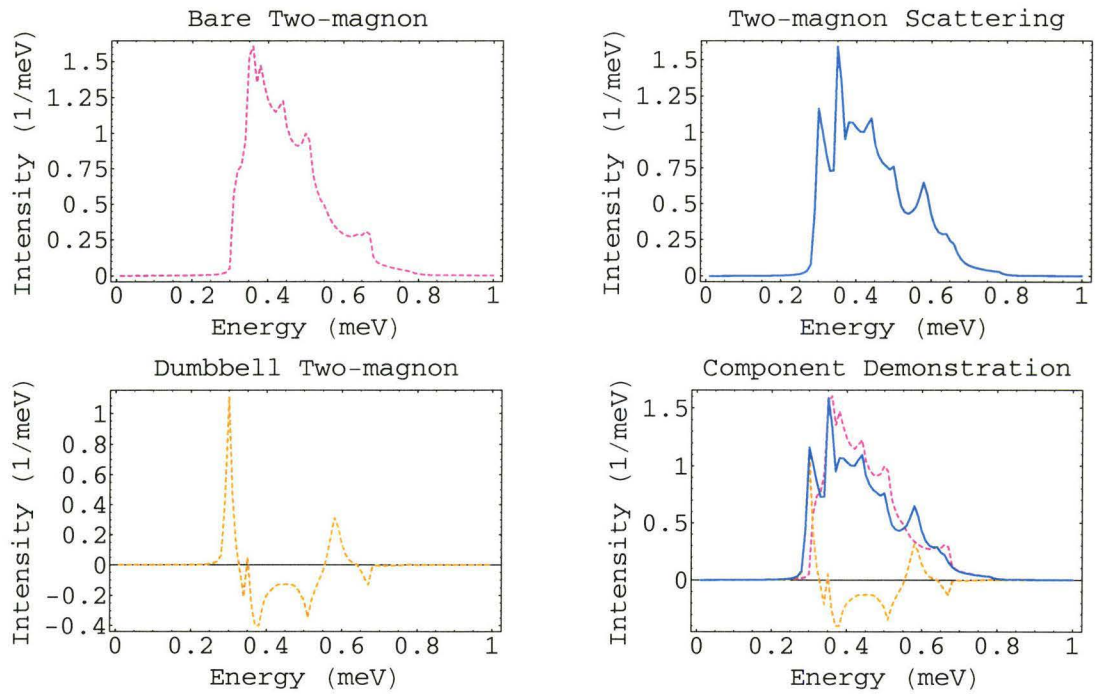 Bare Two-magnon
Intensity (1/meV)
1.5
1.25
1
0.75
0.5
0.25
0
0 0.2 0.4 0.6 0.8 1
Energy (meV)
Two-magnon Scattering
Intensity (1/meV)
1.5
1.25
1
0.75
0.5
0.25
0
0 0.2 0.4 0.6 0.8 1
Energy (meV)
Dumbbell Two-magnon
Intensity (1/meV)
1
0.8
0.6
0.4
0.2
0
-0.2
-0.4
0 0.2 0.4 0.6 0.8 1
Energy (meV)
Component Demonstration
Intensity (1/meV)
1.5
1
0.5
0
0 0.2 0.4 0.6 0.8 1
Energy (meV)